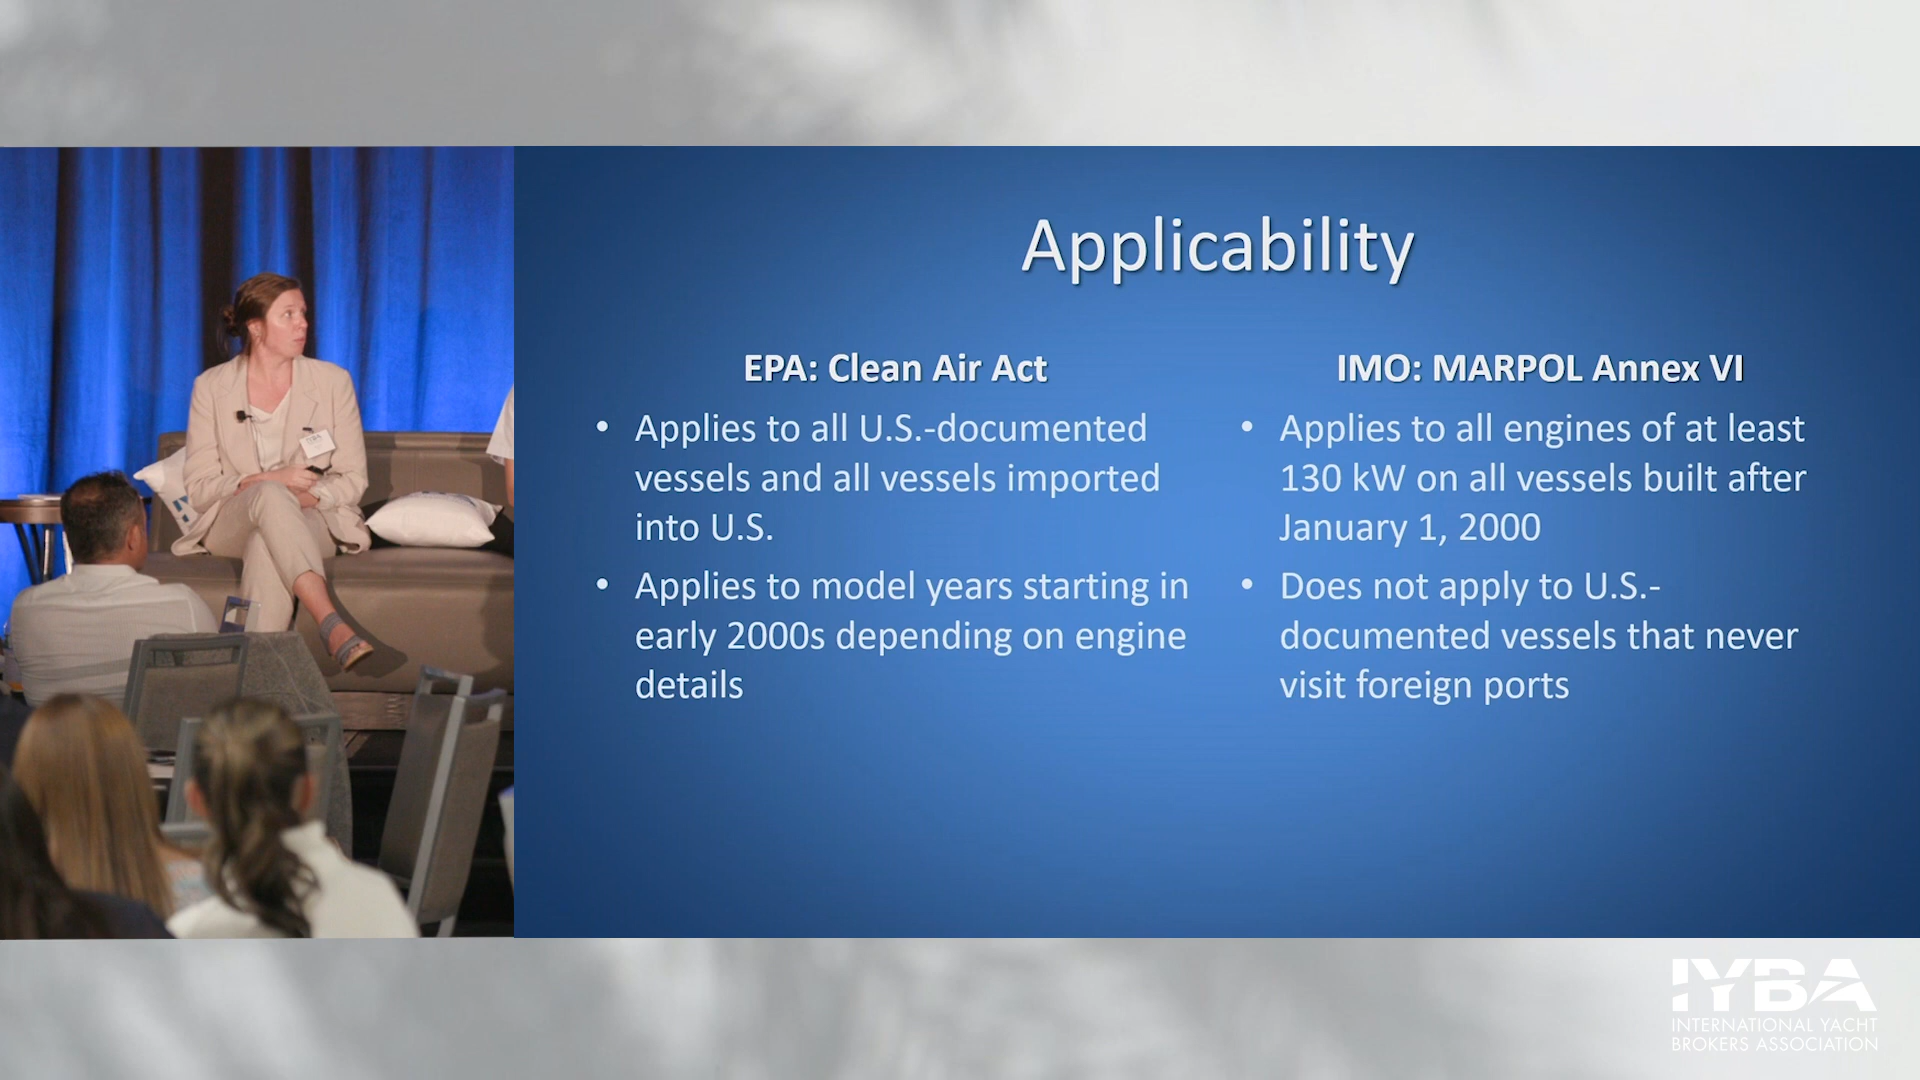 Applicability
EPA: Clean Air Act
• Applies to all U.S.-documented
vessels and all vessels imported
into U.S.
• Applies to model years starting in
early 2000s depending on engine
details
IMO: MARPOL Annex VI
• Applies to all engines of at least
130 kW on all vessels built after
January 1, 2000
• Does not apply to U.S.-
documented vessels that never
visit foreign ports
IYBA
INTERNATIONAL YACHT
BROKERS ASSOCIATION